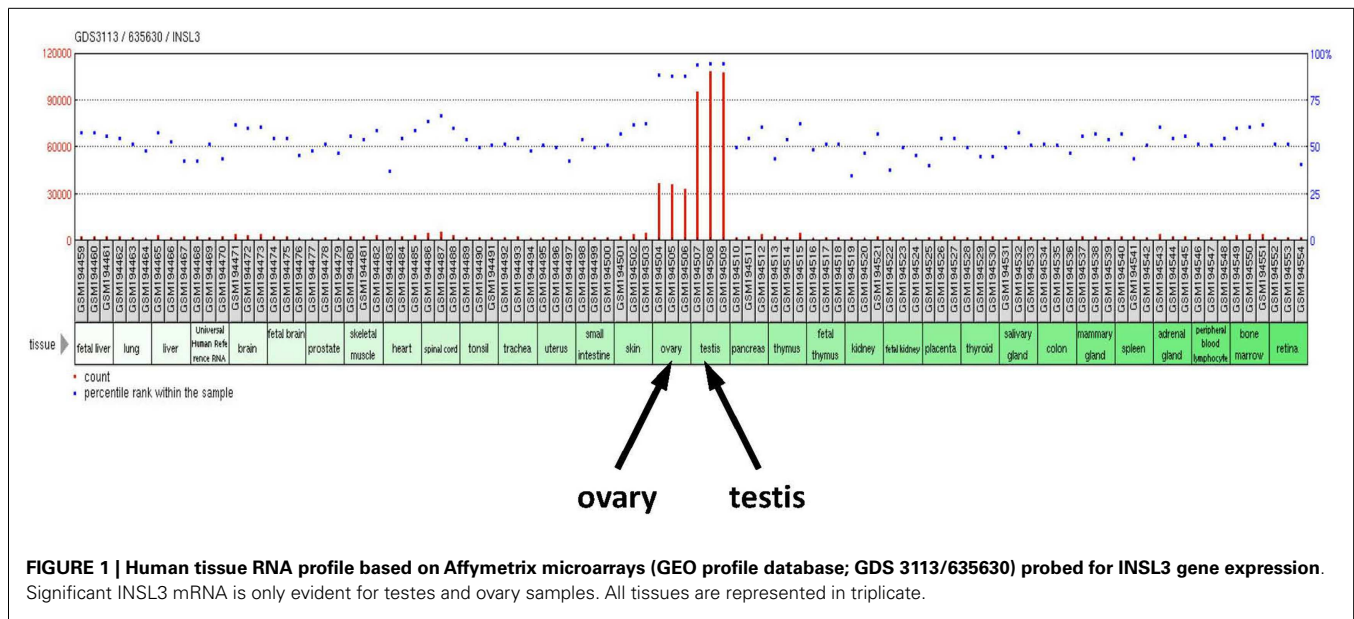 GDS3113 / 635630 / INSL3
120000
90000
60000
30000
0
100%
75
50
25
0
GSM194459
GSM194460
GSM194461
GSM194462
GSM194463
GSM194464
GSM194465
GSM194466
GSM194467
GSM194468
GSM194469
GSM194470
GSM194471
GSM194472
GSM194473
GSM194474
GSM194475
GSM194476
GSM194477
GSM194478
GSM194479
GSM194480
GSM194481
GSM194482
GSM194483
GSM194484
GSM194485
GSM194486
GSM194487
GSM194488
GSM194489
GSM194490
GSM194491
GSM194492
GSM194493
GSM194494
GSM194495
GSM194496
GSM194497
GSM194498
GSM194499
GSM194500
GSM194501
GSM194502
GSM194503
GSM194504
GSM194505
GSM194506
GSM194507
GSM194508
GSM194509
GSM194510
GSM194511
GSM194512
GSM194513
GSM194514
GSM194515
GSM194516
GSM194517
GSM194518
GSM194519
GSM194520
GSM194521
GSM194522
GSM194523
GSM194524
GSM194525
GSM194526
GSM194527
GSM194528
GSM194529
GSM194530
GSM194531
GSM194532
GSM194533
GSM194534
GSM194535
GSM194536
GSM194537
GSM194538
GSM194539
GSM194540
GSM194541
GSM194542
GSM194543
GSM194544
GSM194545
GSM194546
GSM194547
GSM194548
GSM194549
GSM194550
GSM194551
GSM194552
GSM194553
GSM194554
tissue
fetal liver
lung
liver
Universal
Human Refe
rence RNA
brain
fetal brain
prostate
skeletal
muscle
heart
spinal cord
tonsil
trachea
uterus
small
intestine
skin
ovary
testis
pancreas
thymus
fetal
thymus
kidney
fetal kidney
placenta
thyroid
salivary
gland
colon
mammary
gland
spleen
adrenal
gland
peripheral
blood
lymphocyte
bone
marrow
retina
count
percentile rank within the sample
ovary
testis
FIGURE 1 | Human tissue RNA profile based on Affymetrix microarrays (GEO profile database; GDS 3113/635630) probed for INSL3 gene expression.
Significant INSL3 mRNA is only evident for testes and ovary samples. All tissues are represented in triplicate.